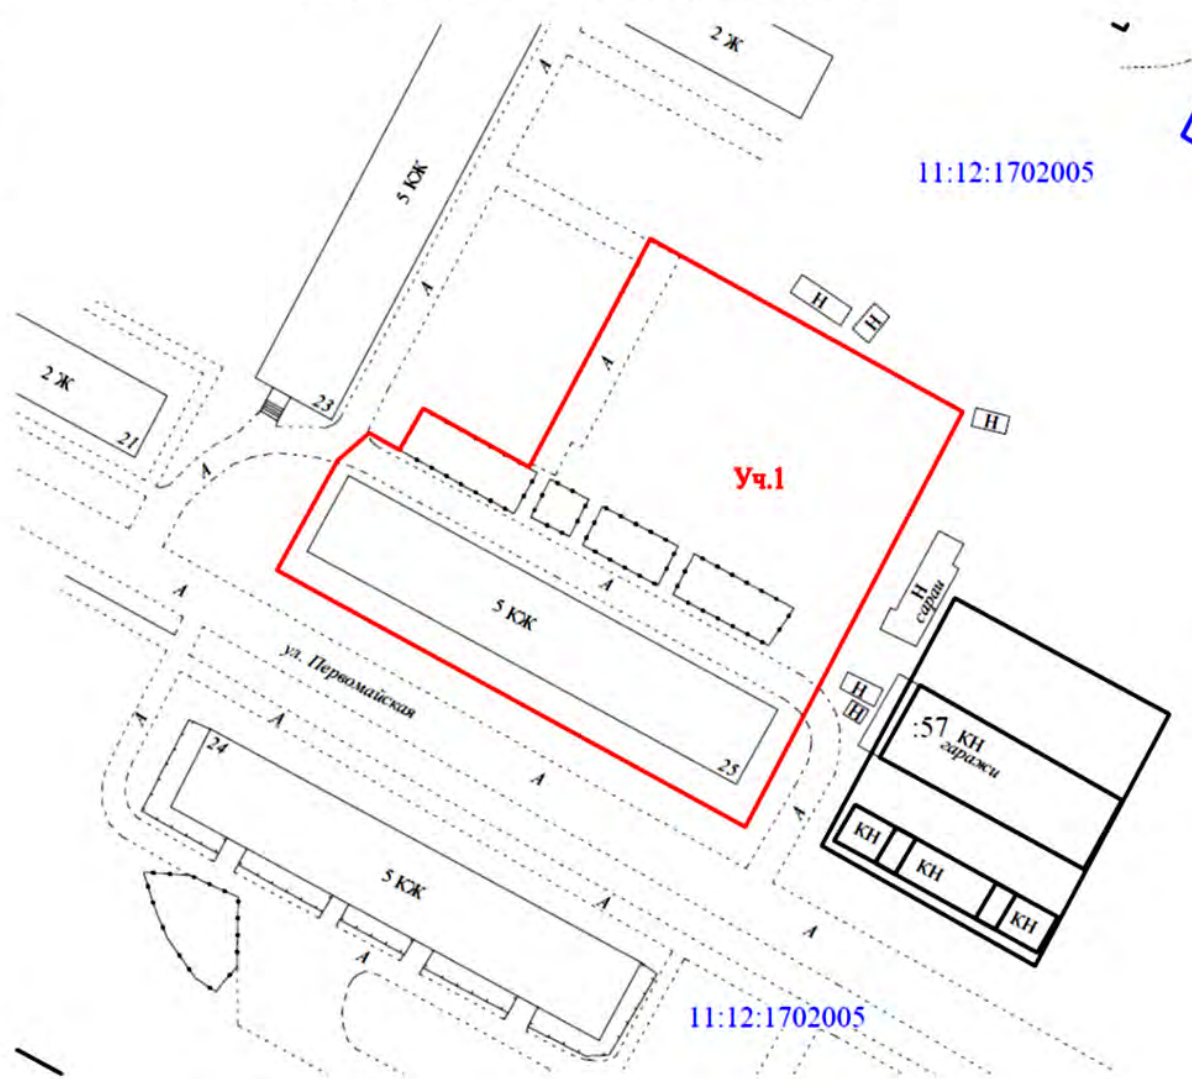 2 Ж
А
11:12:1702005
5 КЖ
А
Н
Н
А
2 Ж
23
Н
21
А
Уч.1
А
А
Н
сараи
5 КЖ
ул. Первомайская
Н
Н
А
А
24
:57 КН
гаражи
25
А
А
КН
КН
КН
5 КЖ
А
А
А
11:12:1702005